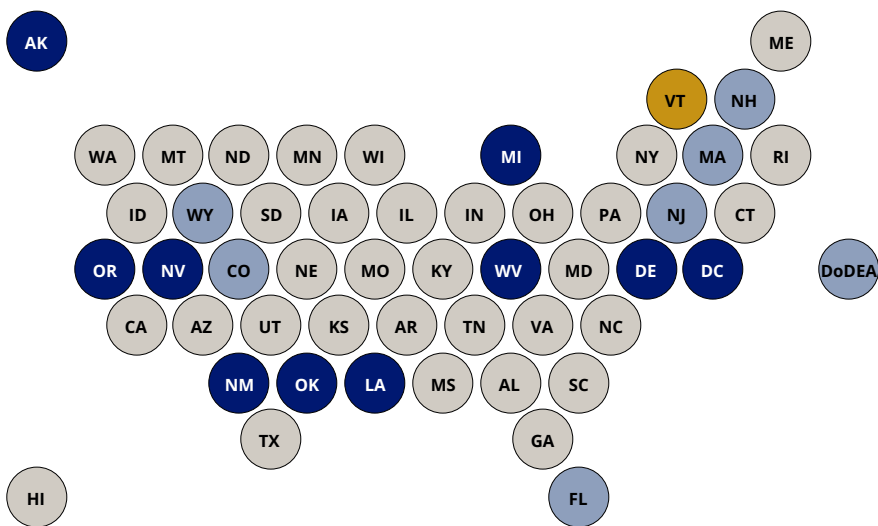 AK ME
VT NH
WA MT ND MN WI MI NY MA RI
ID WY SD IA IL IN OH PA NJ CT
OR NV CO NE MO KY WV MD DE DC DoDEA
CA AZ UT KS AR TN VA NC
NM OK LA MS AL SC
TX GA
HI FL